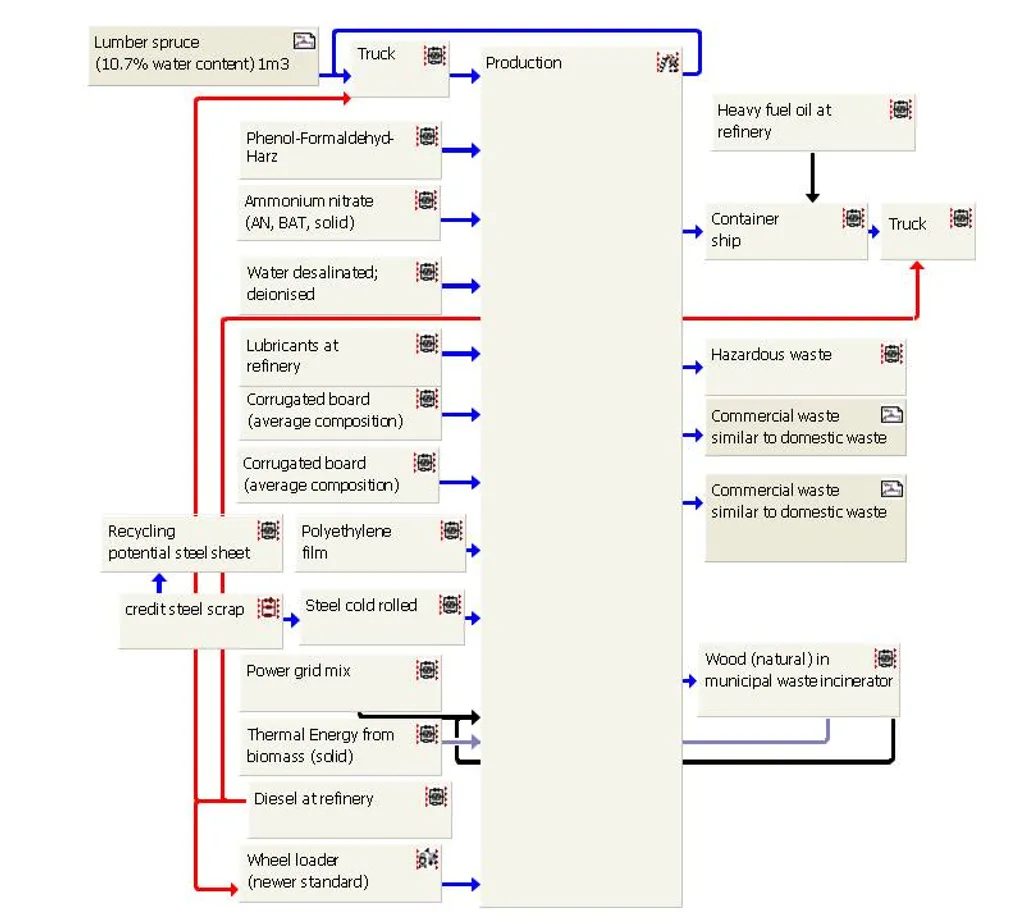 Lumber spruce
(10.7% water content) 1m3
Truck
Production
Heavy fuel oil at
refinery
Phenol-Formaldehyd-
Harz
Ammonium nitrate
(AN, BAT, solid)
Container
ship
Truck
Water desalinated;
deionised
Lubricants at
refinery
Hazardous waste
Corrugated board
(average composition)
Commercial waste
similar to domestic waste
Corrugated board
(average composition)
Commercial waste
similar to domestic waste
Recycling
potential steel sheet
Polyethylene
film
credit steel scrap
Steel cold rolled
Power grid mix
Wood (natural) in
municipal waste incinerator
Thermal Energy from
biomass (solid)
Diesel at refinery
Wheel loader
(newer standard)